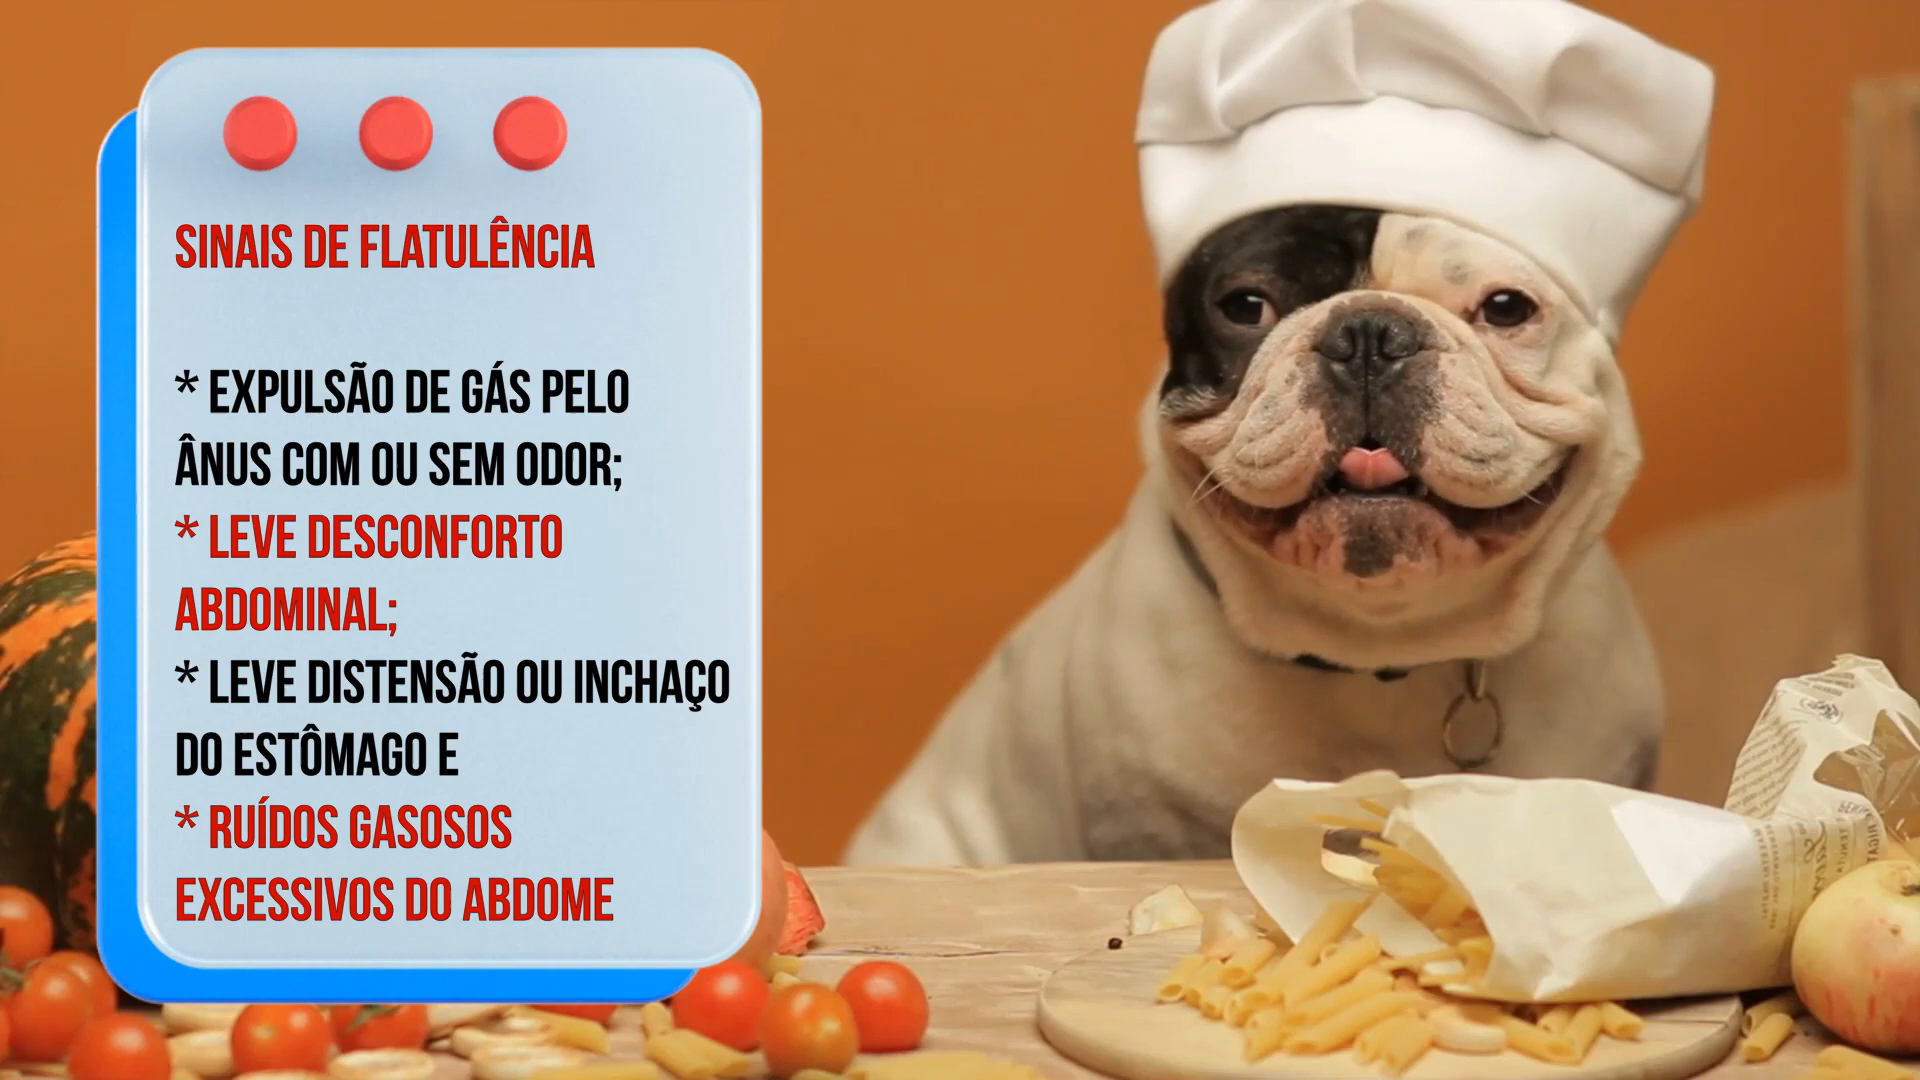 SINAIS DE FLATULÊNCIA
* EXPULSÃO DE GÁS PELO
ÂNUS COM OU SEM ODOR;
* LEVE DESCONFORTO
ABDOMINAL;
* LEVE DISTENSÃO OU INCHAÇO
DO ESTÔMAGO E
* RUÍDOS GASOSOS
EXCESSIVOS DO ABDOME